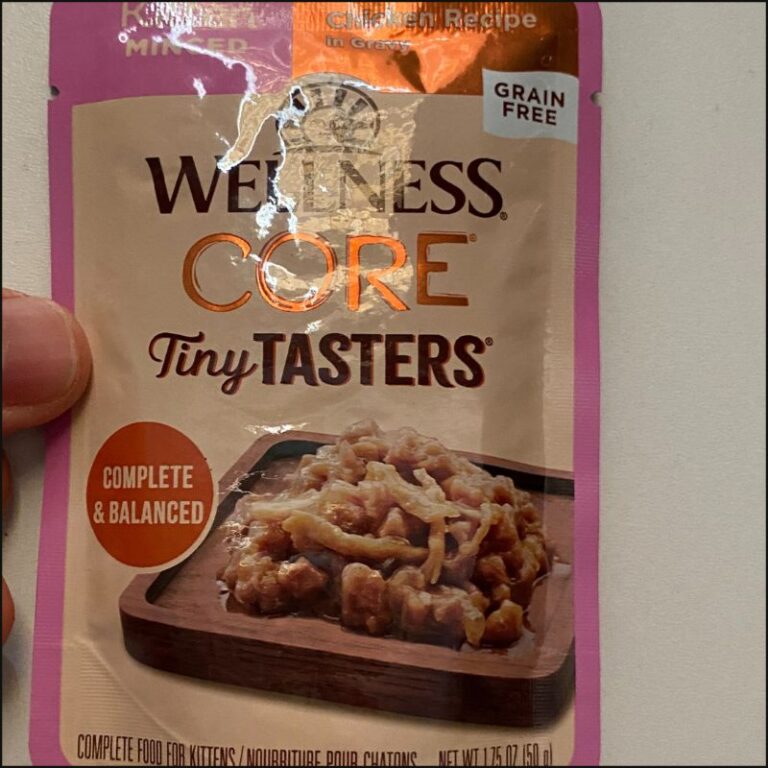 Chicken Recipe
MINCED
in Gravy
GRAIN
FREE
WELLNESS®
CORE®
Tiny TASTERS®
COMPLETE
& BALANCED
COMPLETE FOOD FOR KITTENS / NOURRITURE POUR CHATONS NET WT 1.75 OZ (50 g)